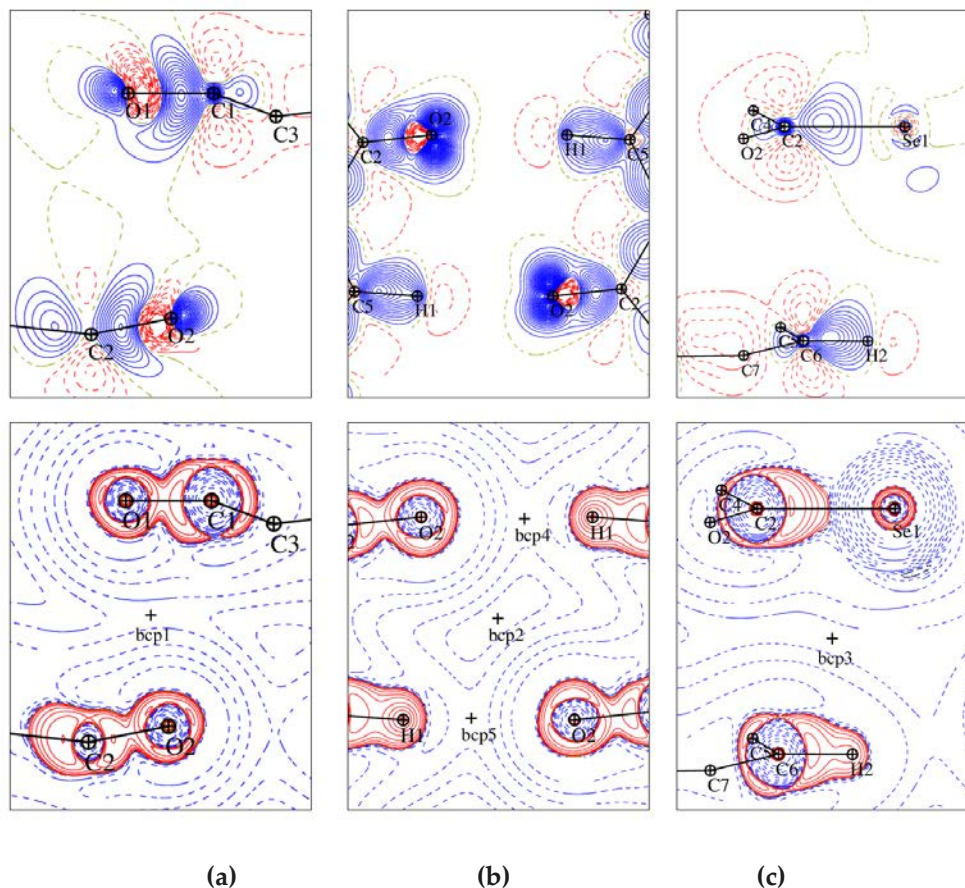 O1 C1 C3
C2 O2
C2 O2 H1 C5
C5 H1 O2 C2
C4 O2 C2 Se1
C7 C6 H2
O1 C1 C3
bcp1
C2 O2
O2 bcp4 H1
bcp2
H1 bcp5 O2
C4 O2 C2 Se1
bcp3
C7 C6 H2
(a) (b) (c)